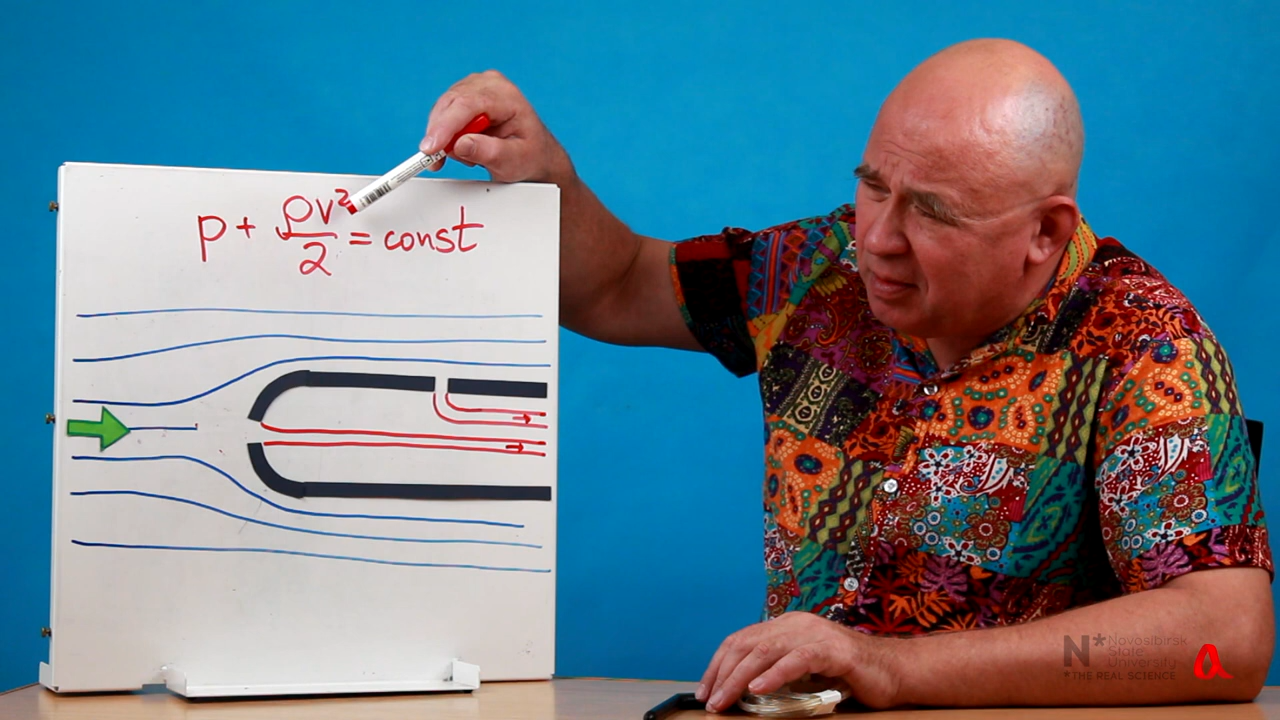 p + ρv²/2 = const
N* Novosibirsk
State
University
*THE REAL SCIENCE